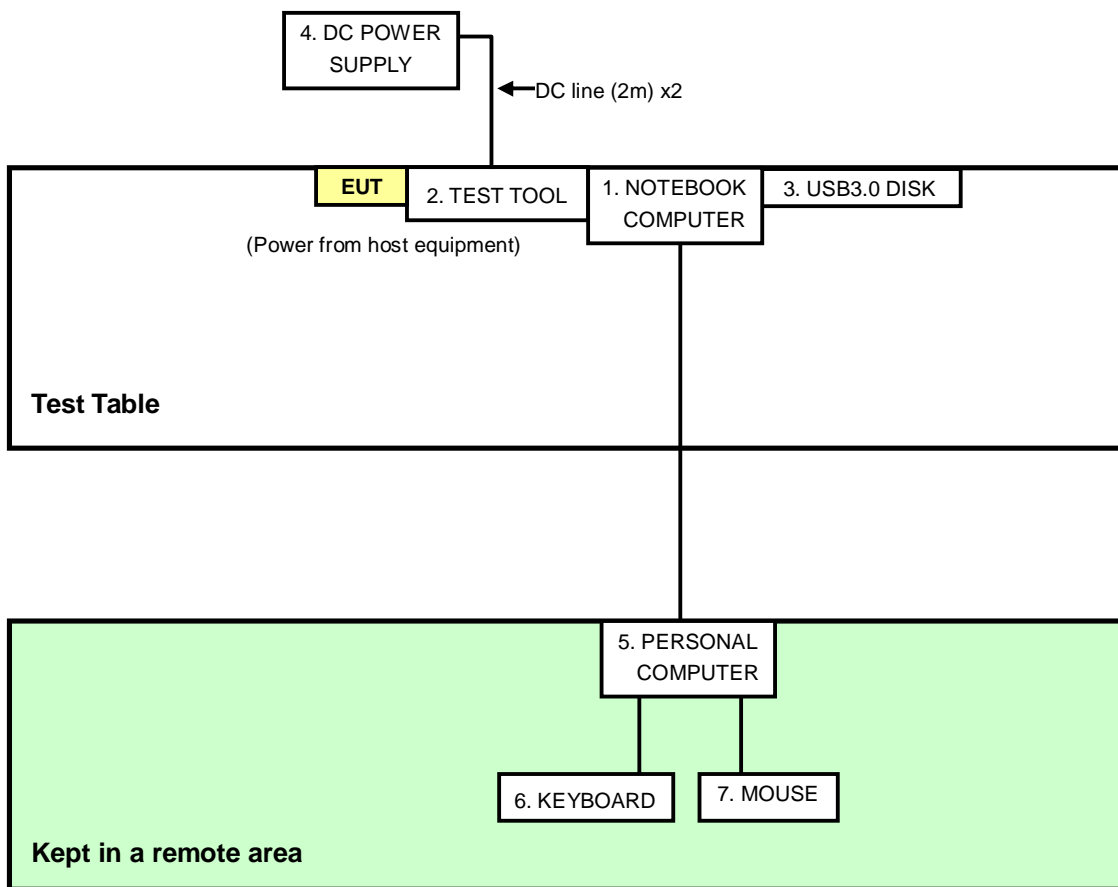 4. DC POWER
SUPPLY
DC line (2m) x2
EUT
2. TEST TOOL
1. NOTEBOOK
COMPUTER
3. USB3.0 DISK
(Power from host equipment)
Test Table
5. PERSONAL
COMPUTER
6. KEYBOARD
7. MOUSE
Kept in a remote area